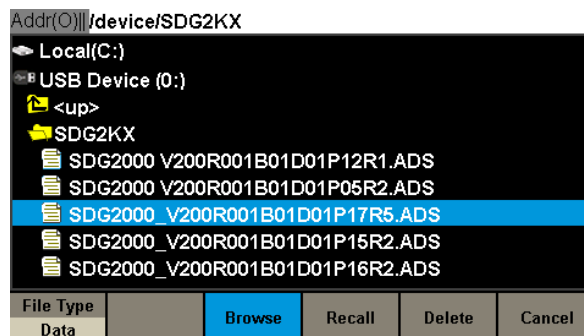 Addr(O)|| /device/SDG2KX
Local(C:)
USB Device (0:)
<up>
SDG2KX
SDG2000 V200R001B01D01P12R1.ADS
SDG2000 V200R001B01D01P05R2.ADS
SDG2000_V200R001B01D01P17R5.ADS
SDG2000_V200R001B01D01P15R2.ADS
SDG2000_V200R001B01D01P16R2.ADS
File Type
Data
Browse
Recall
Delete
Cancel